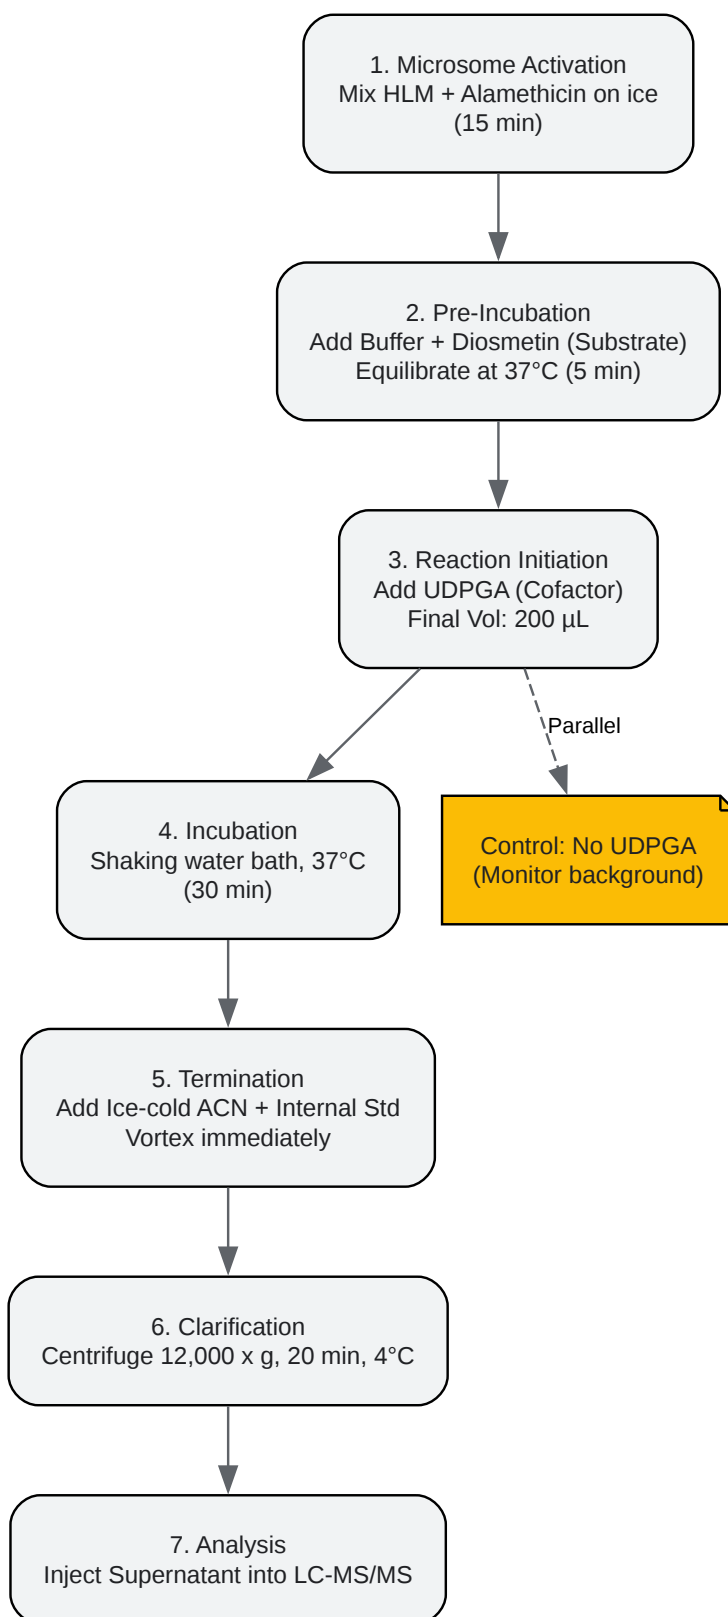 1. Microsome Activation
Mix HLM + Alamethicin on ice
(15 min)
2. Pre-Incubation
Add Buffer + Diosmetin (Substrate)
Equilibrate at 37°C (5 min)
3. Reaction Initiation
Add UDPGA (Cofactor)
Final Vol: 200 µL
Parallel
4. Incubation
Shaking water bath, 37°C
(30 min)
Control: No UDPGA
(Monitor background)
5. Termination
Add Ice-cold ACN + Internal Std
Vortex immediately
6. Clarification
Centrifuge 12,000 x g, 20 min, 4°C
7. Analysis
Inject Supernatant into LC-MS/MS